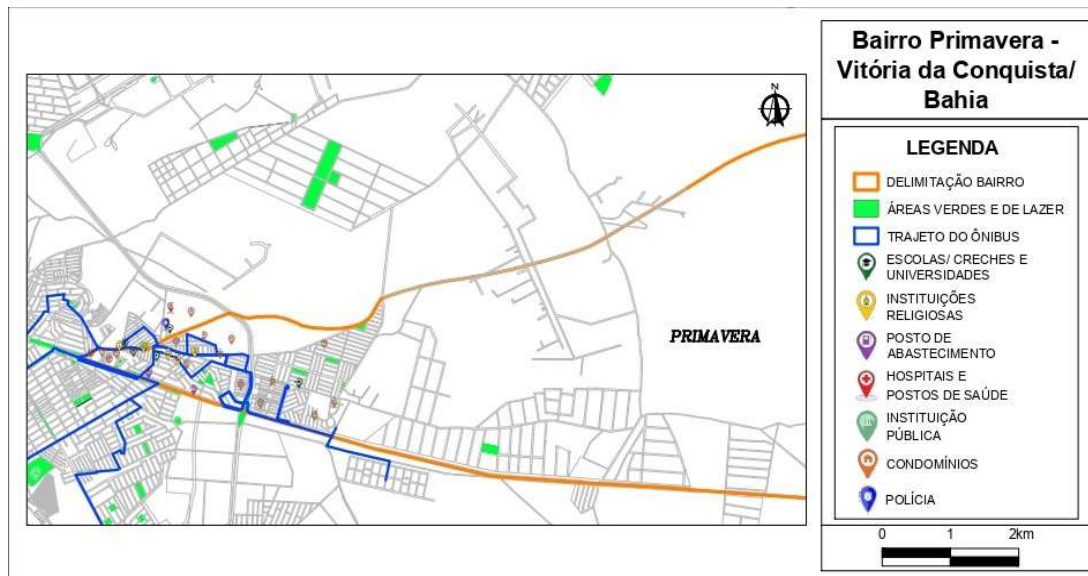 Bairro Primavera -
Vitória da Conquista/
Bahia
N
PRIMAVERA
LEGENDA
DELIMITAÇÃO BAIRRO
ÁREAS VERDES E DE LAZER
TRAJETO DO ÔNIBUS
ESCOLAS/ CRECHES E
UNIVERSIDADES
INSTITUIÇÕES
RELIGIOSAS
POSTO DE
ABASTECIMENTO
HOSPITAIS E
POSTOS DE SAÚDE
INSTITUIÇÃO
PÚBLICA
CONDOMÍNIOS
POLÍCIA
0 1 2km